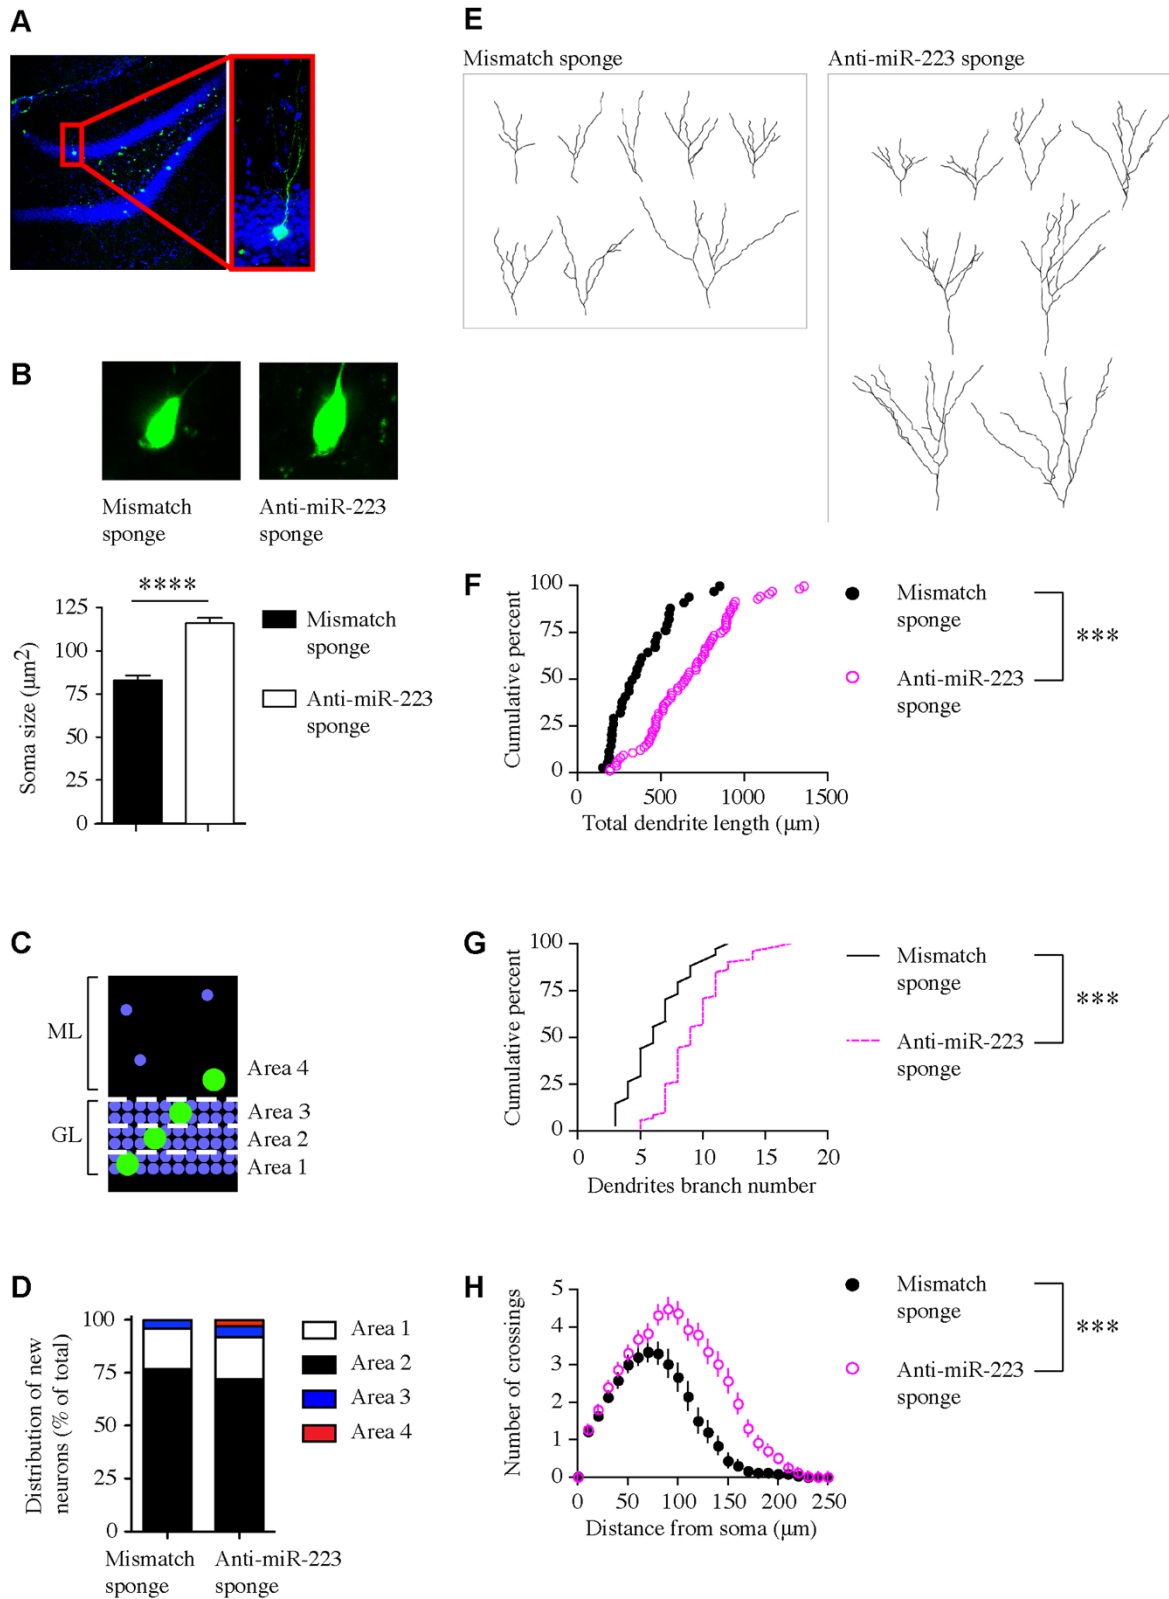 A
B
Mismatch
sponge
Anti-miR-223
sponge
****
125
100
75
50
25
0
Soma size (μm²)
Mismatch
sponge
Anti-miR-223
sponge
C
ML
GL
Area 4
Area 3
Area 2
Area 1
D
100
75
50
25
0
Distribution of new
neurons (% of total)
Mismatch
sponge
Anti-miR-223
sponge
Area 1
Area 2
Area 3
Area 4
E
Mismatch sponge
Anti-miR-223 sponge
F
100
75
50
25
0
Cumulative percent
0 500 1000 1500
Total dendrite length (μm)
Mismatch
sponge
Anti-miR-223
sponge
***
G
100
75
50
25
0
Cumulative percent
0 5 10 15 20
Dendrites branch number
Mismatch
sponge
Anti-miR-223
sponge
***
H
5
4
3
2
1
0
Number of crossings
0 50 100 150 200 250
Distance from soma (μm)
Mismatch
sponge
Anti-miR-223
sponge
***